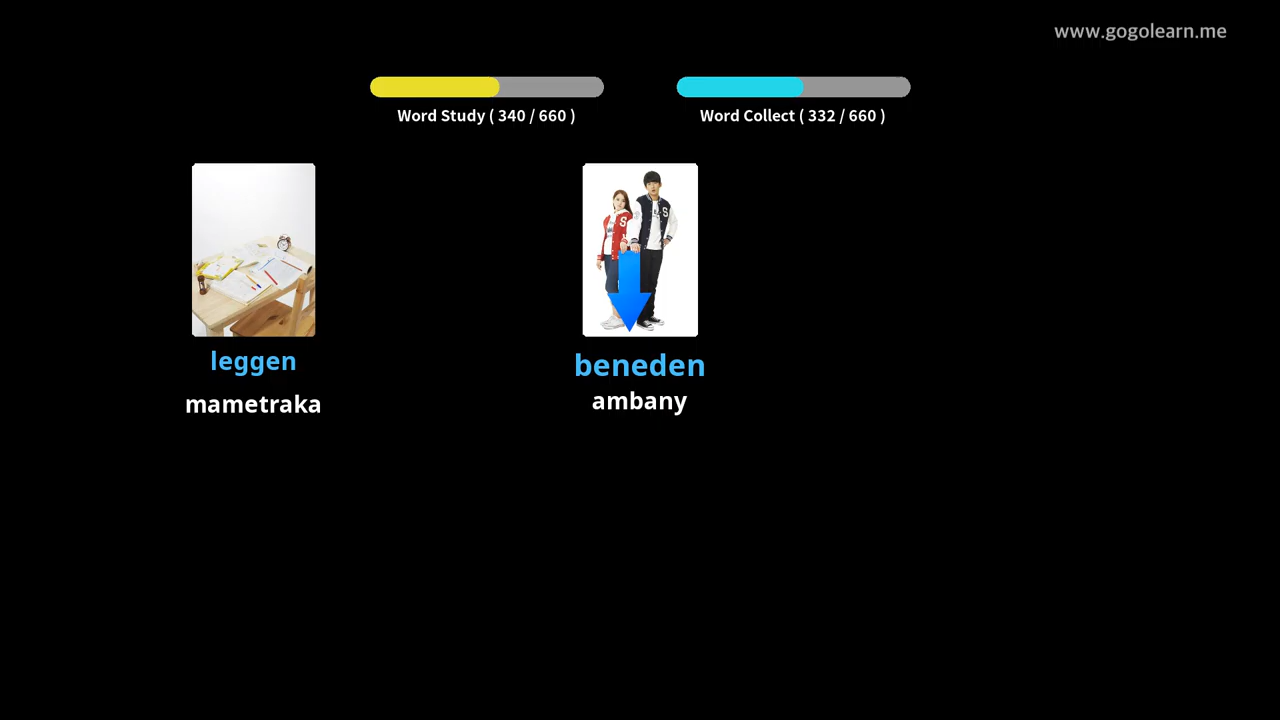 www.gogolearn.me
Word Study ( 340 / 660 )
Word Collect ( 332 / 660 )
leggen
mametraka
beneden
ambany